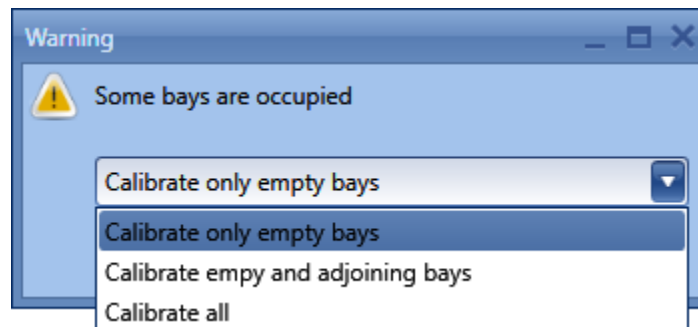 Warning
Some bays are occupied
Calibrate only empty bays
Calibrate only empty bays
Calibrate empy and adjoining bays
Calibrate all